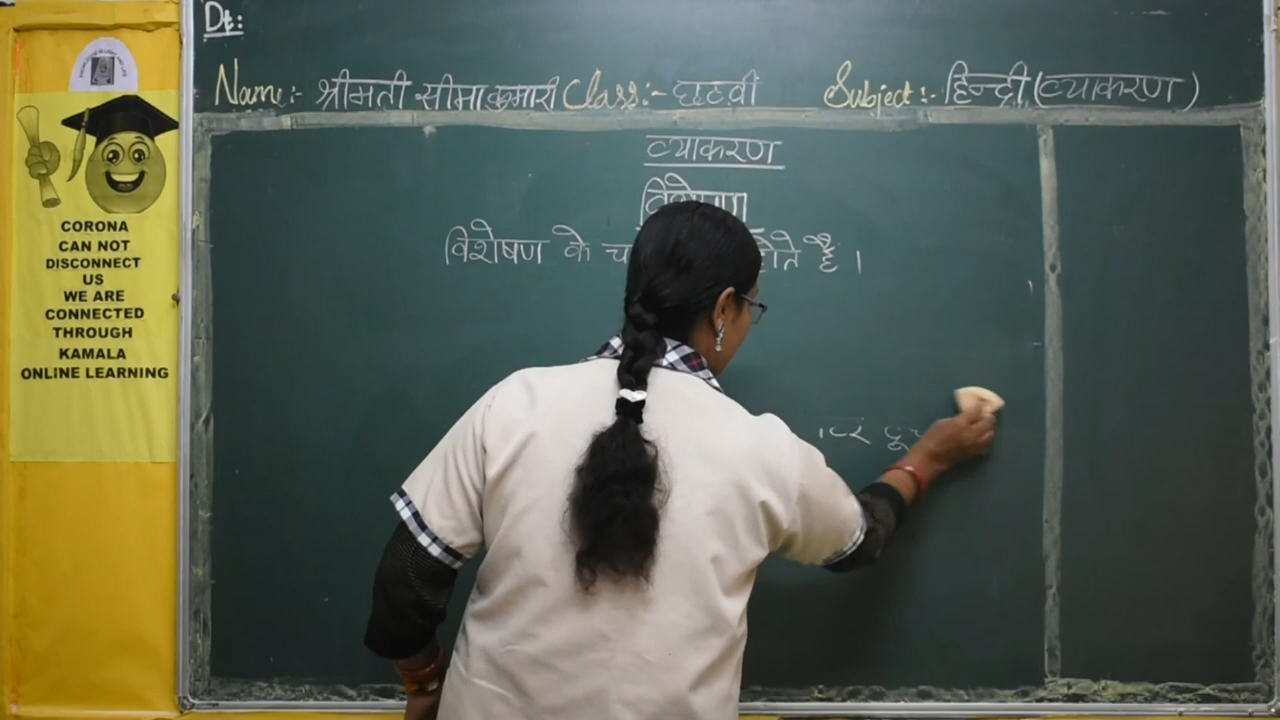 Dt:
Name:- श्रीमती सीमा कुमारी Class:- छठवी Subject:- हिन्दी (व्याकरण)
व्याकरण
विशेषण
विशेषण के च होते है।
CORONA
CAN NOT
DISCONNECT
US
WE ARE
CONNECTED
THROUGH
KAMALA
ONLINE LEARNING